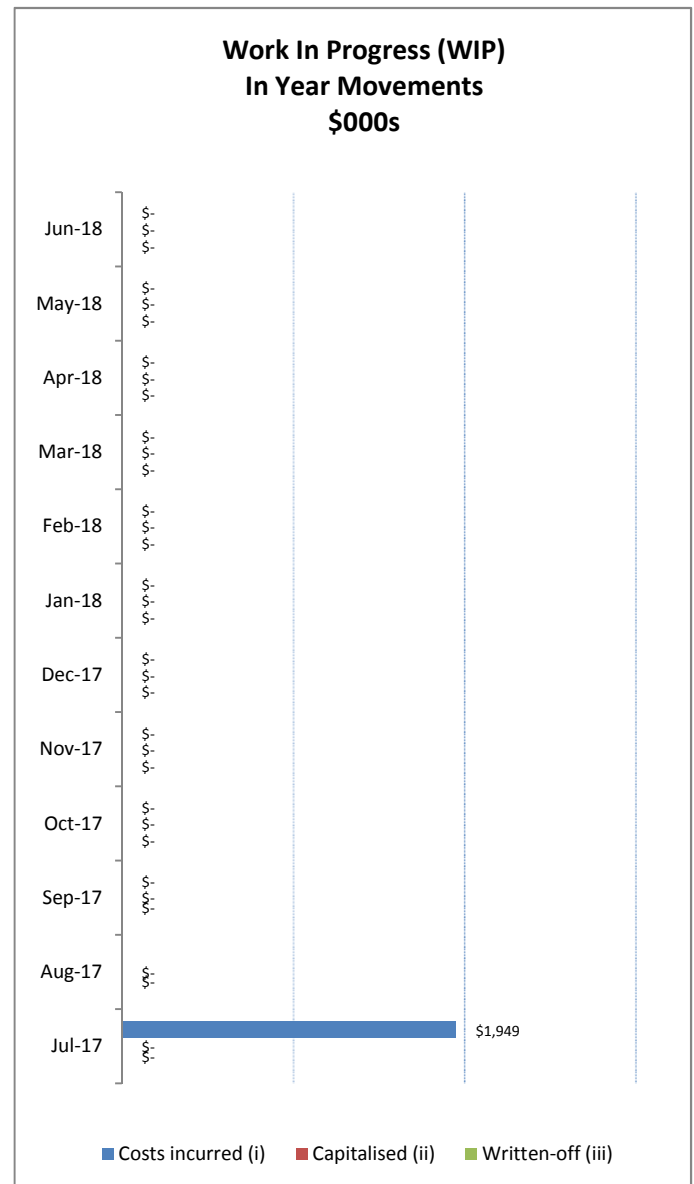 Work In Progress (WIP)
In Year Movements
$000s
Jun-18
$-
$-
$-
May-18
$-
$-
$-
Apr-18
$-
$-
$-
Mar-18
$-
$-
$-
Feb-18
$-
$-
$-
Jan-18
$-
$-
$-
Dec-17
$-
$-
$-
Nov-17
$-
$-
$-
Oct-17
$-
$-
$-
Sep-17
$-
$-
$-
Aug-17
$-
$-
Jul-17
$1,949
$-
$-
Costs incurred (i) Capitalised (ii) Written-off (iii)